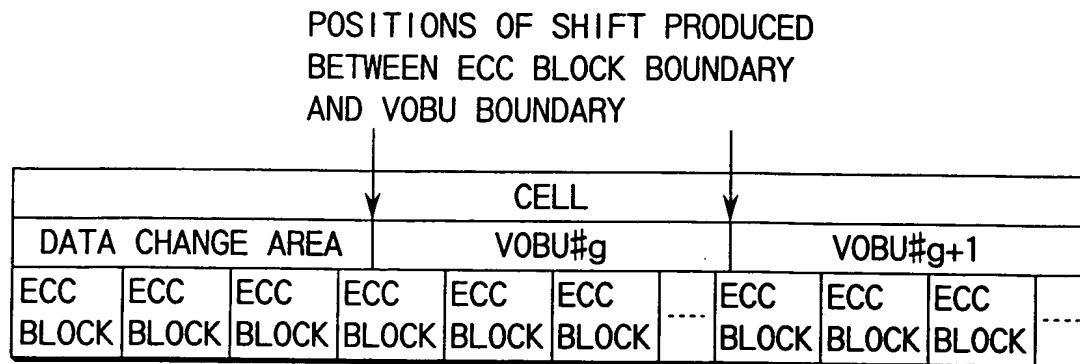 POSITIONS OF SHIFT PRODUCED
BETWEEN ECC BLOCK BOUNDARY
AND VOBU BOUNDARY
CELL
DATA CHANGE AREA VOBU#g VOBU#g+1
ECC ECC ECC ECC ECC ECC ECC ECC ECC
BLOCK BLOCK BLOCK BLOCK BLOCK BLOCK ---- BLOCK BLOCK BLOCK ----